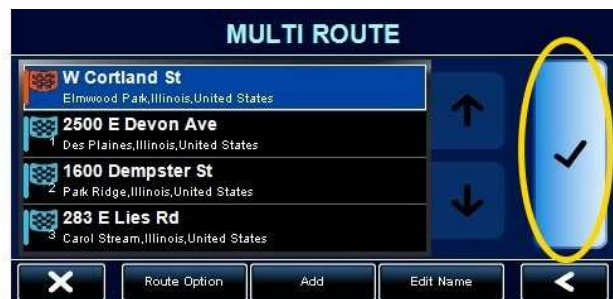 MULTI ROUTE
W Cortland St
Elmwood Park,Illinois,United States
2500 E Devon Ave
1
Des Plaines,Illinois,United States
1600 Dempster St
2
Park Ridge,Illinois,United States
283 E Lies Rd
3
Carol Stream,Illinois,United States
Route Option
Add
Edit Name